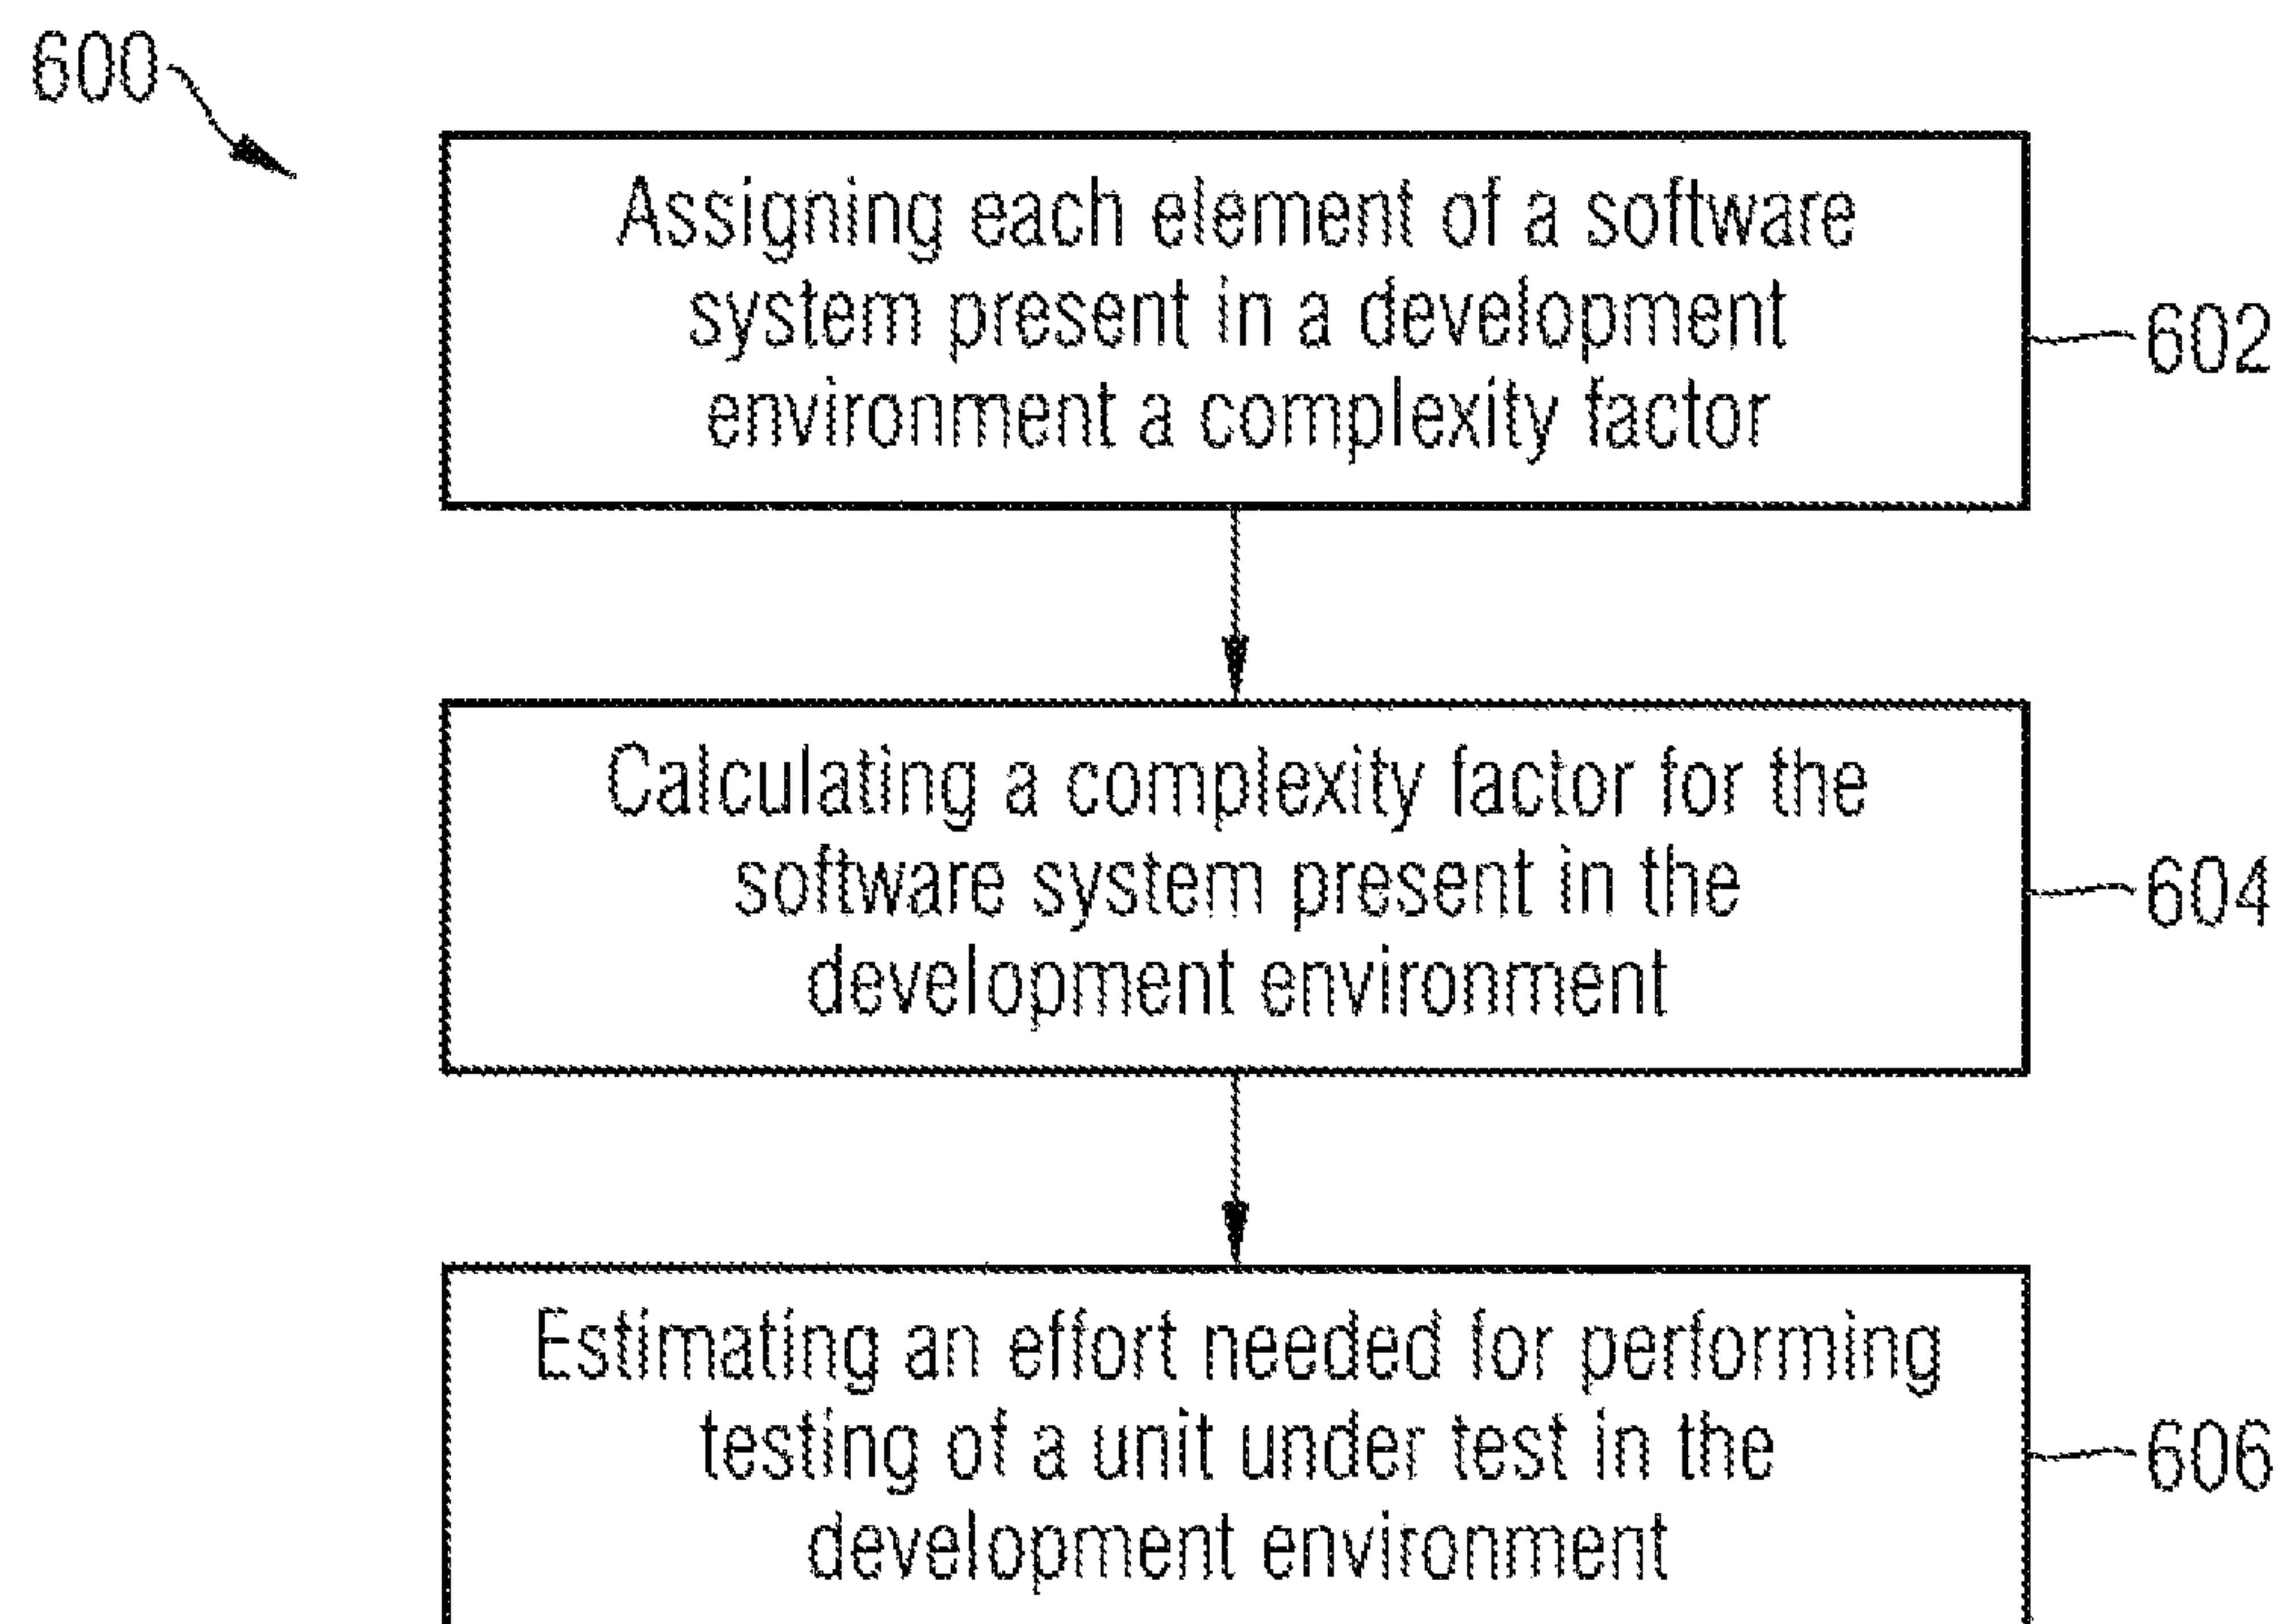 600
Assigning each element of a software
system present in a development
environment a complexity factor
602
Calculating a complexity factor for the
software system present in the
development environment
604
Estimating an effort needed for performing
testing of a unit under test in the
development environment
606